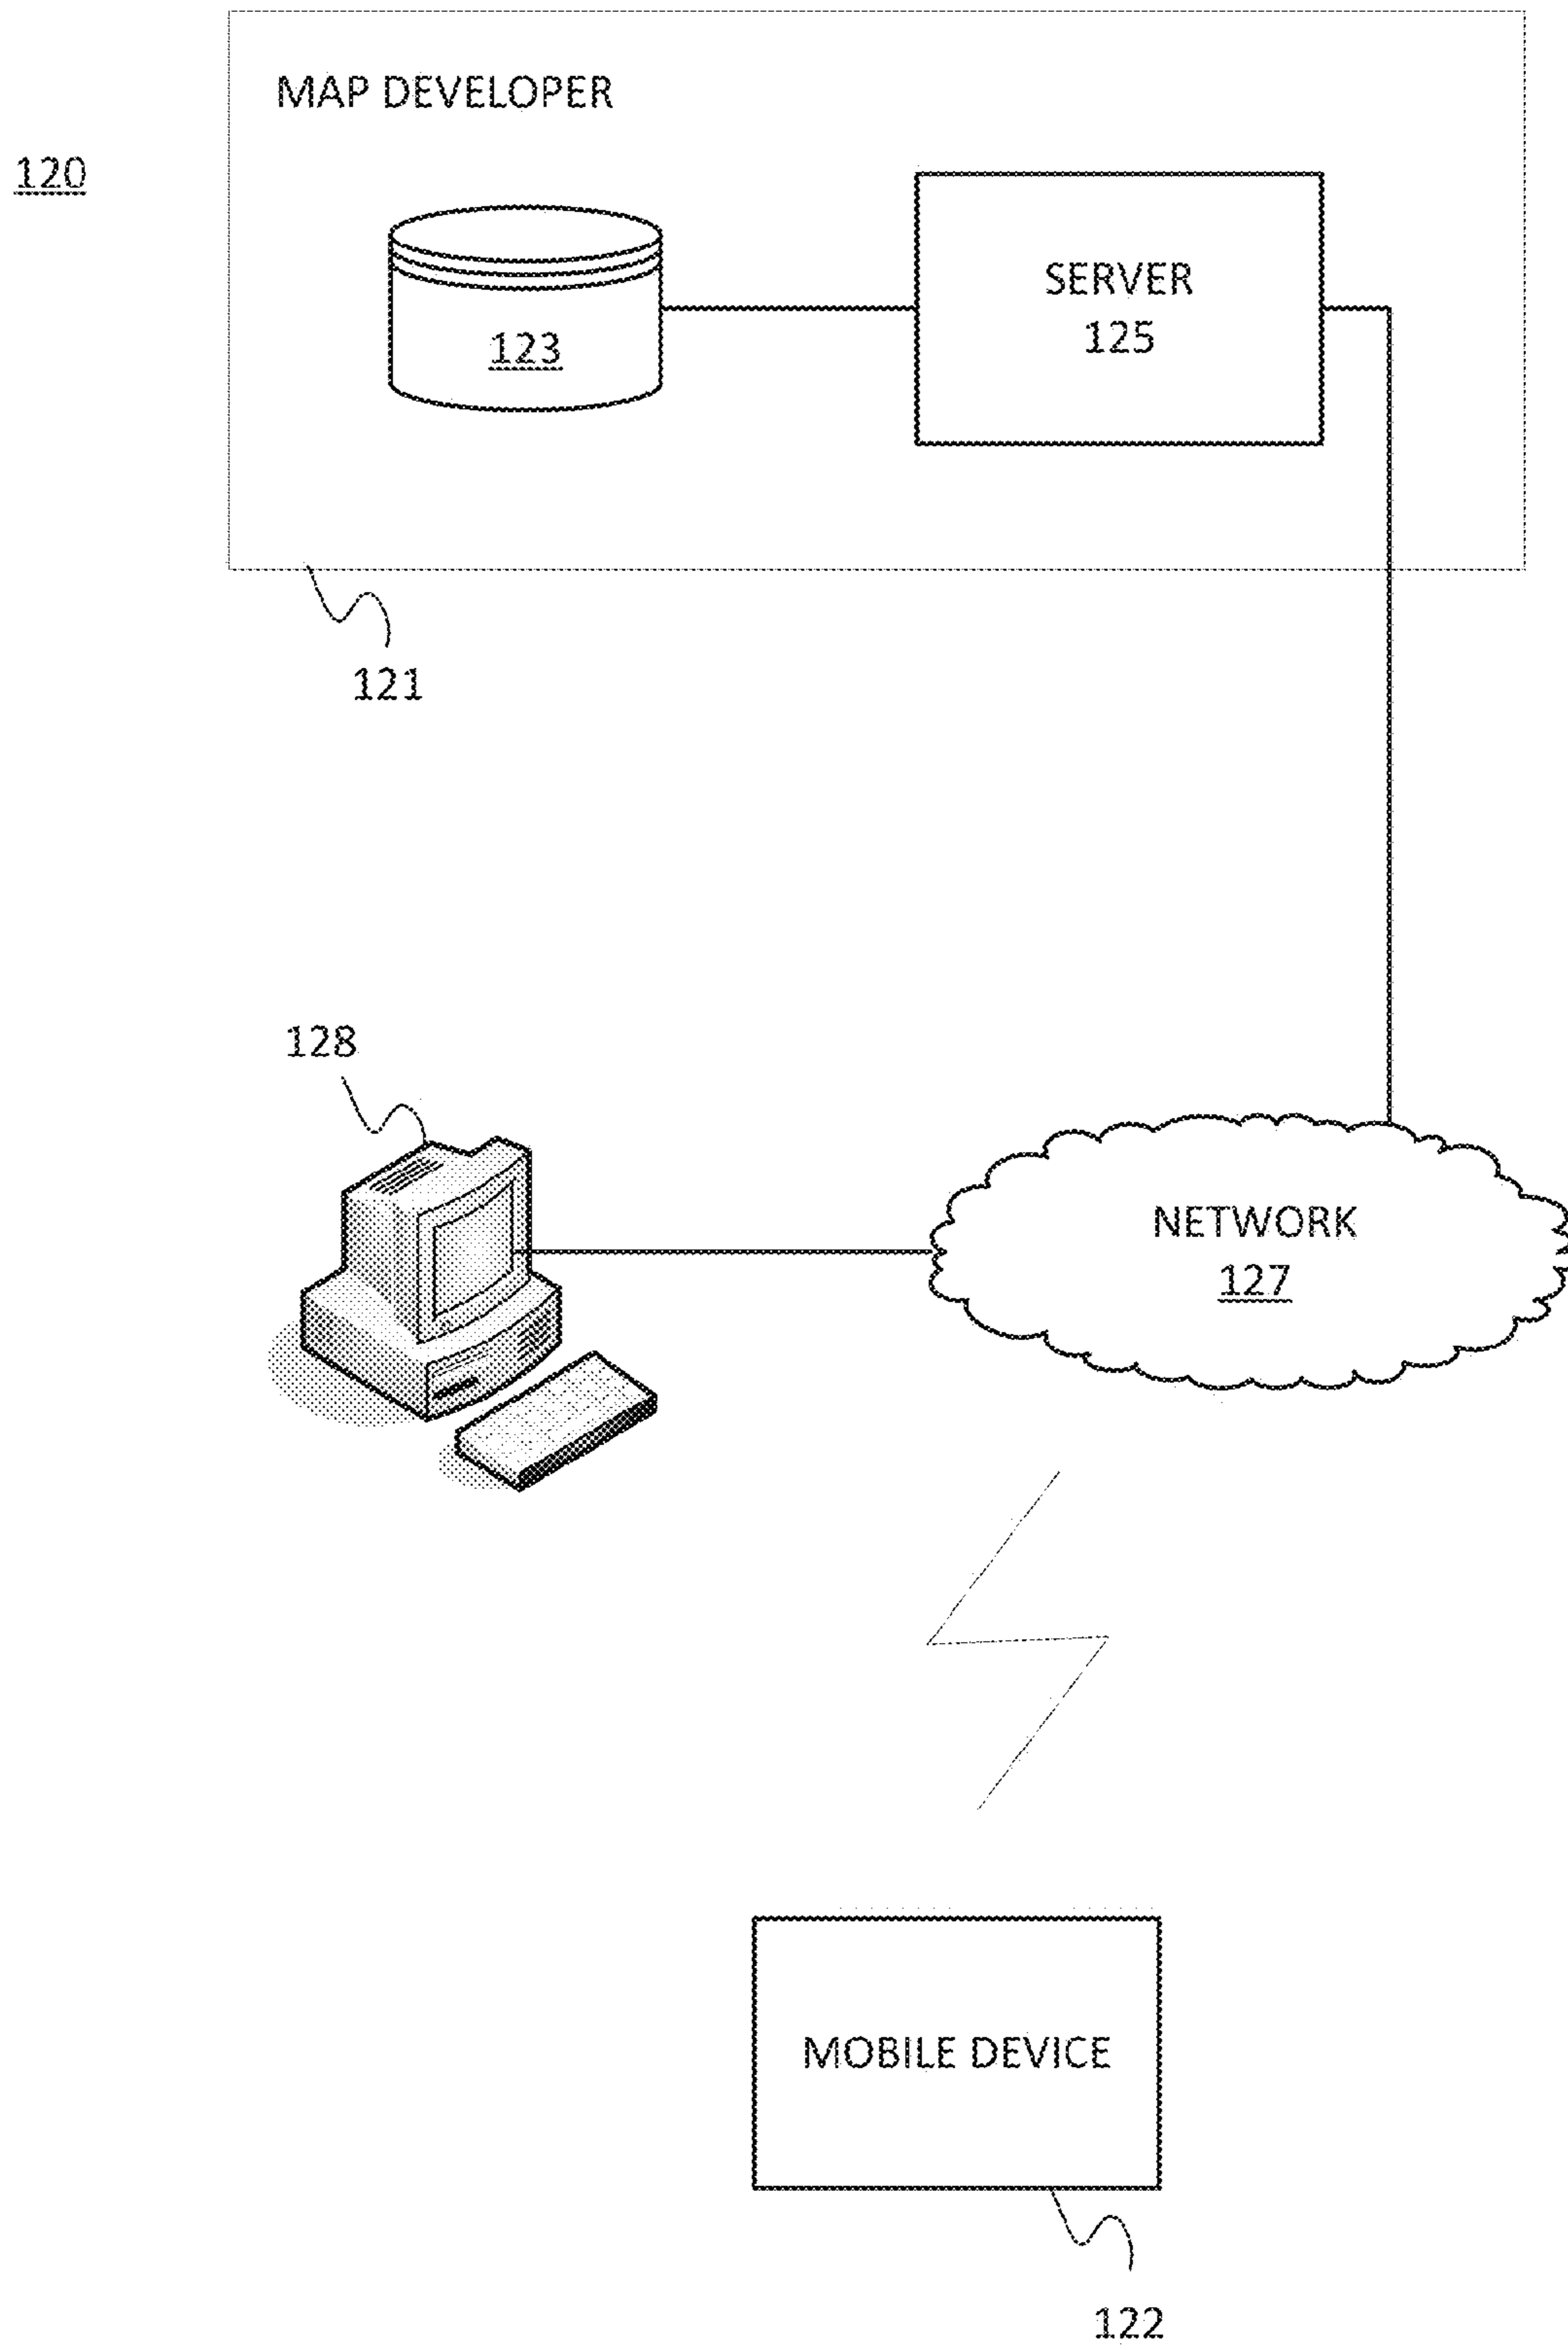 MAP DEVELOPER
120
123
SERVER
125
121
128
NETWORK
127
MOBILE DEVICE
122